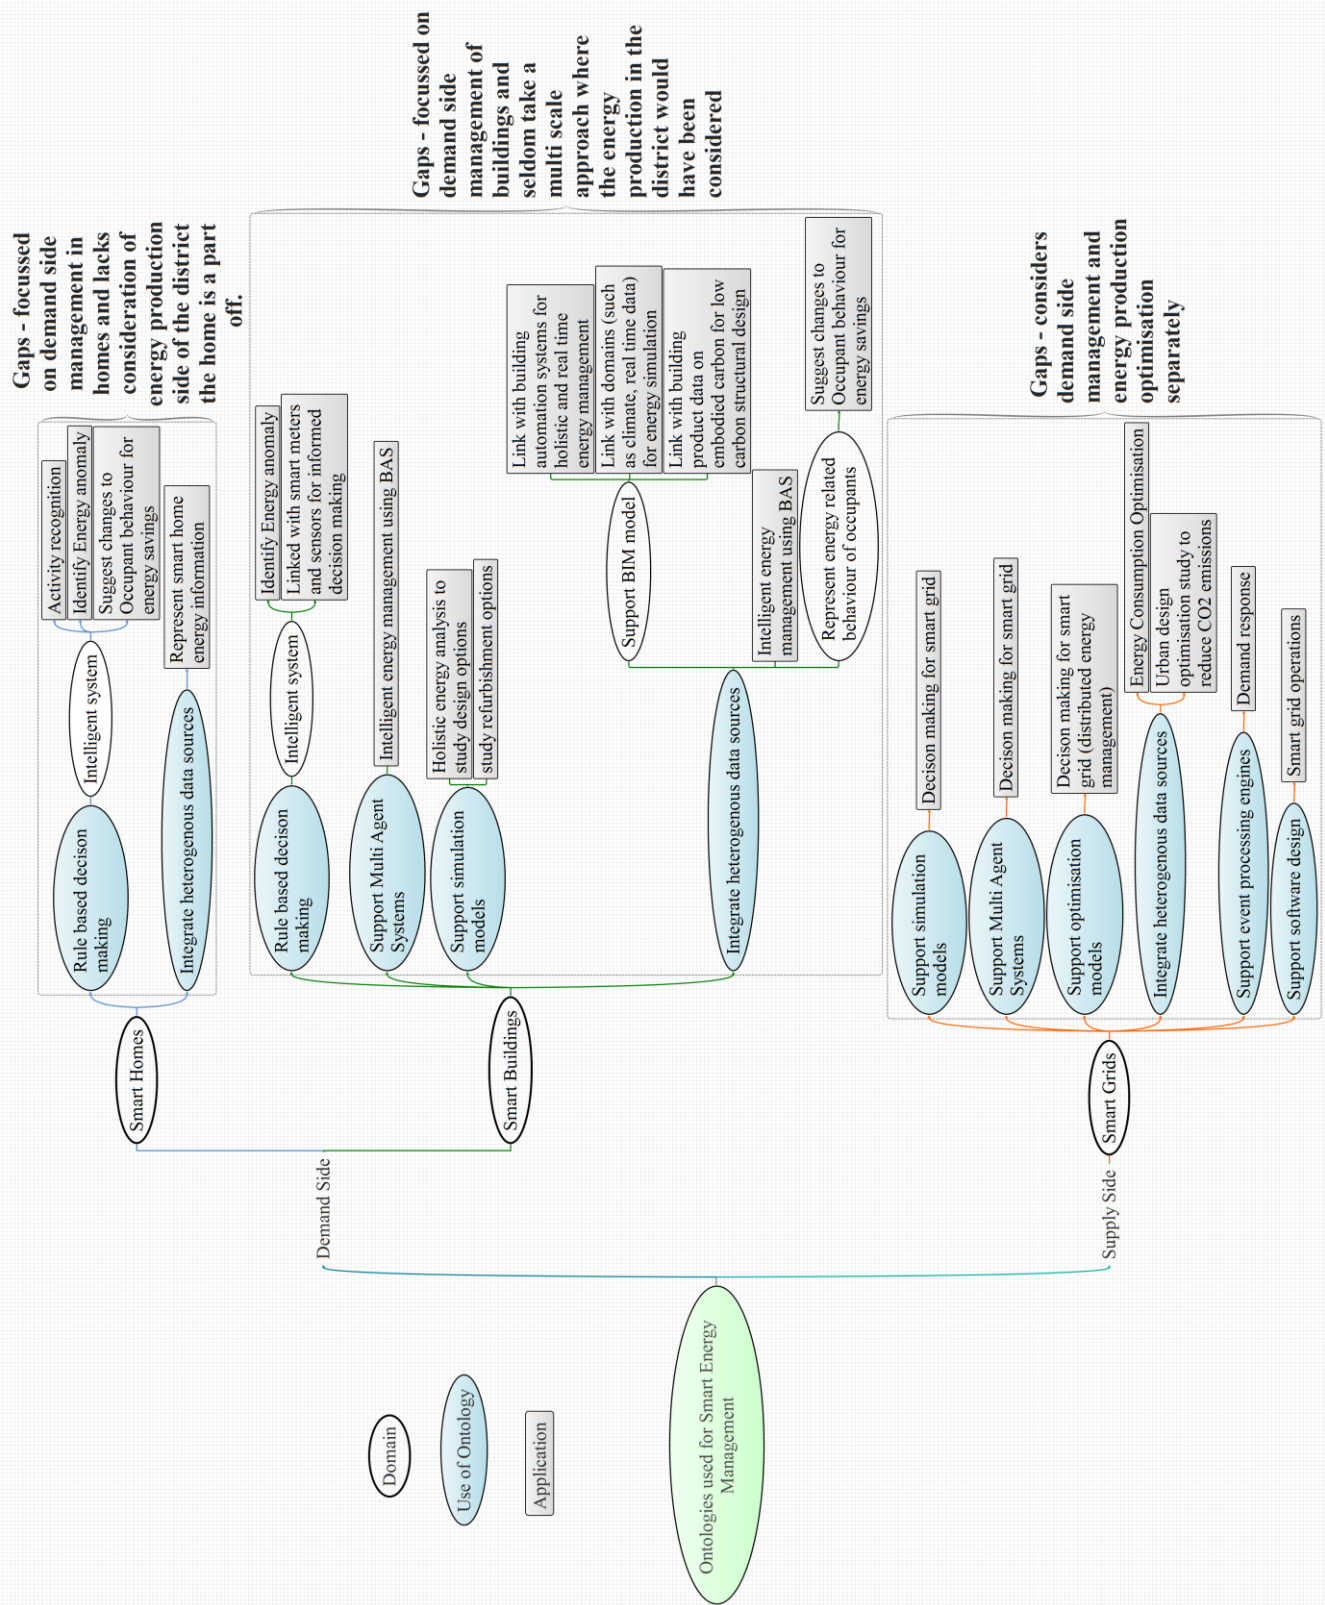 Ontologies used for Smart Energy
Management
Domain
Use of Ontology
Application
Demand Side
Smart Homes
Rule based decison
making
Intelligent system
Activity recognition
Identify Energy anomaly
Suggest changes to
Occupant behaviour for
energy savings
Integrate heterogenous data sources
Represent smart home
energy information
Gaps - focussed
on demand side
management in
homes and lacks
consideration of
energy production
side of the district
the home is a part
off.
Smart Buildings
Rule based decison
making
Intelligent system
Identify Energy anomaly
Linked with smart meters
and sensors for informed
decision making
Support Multi Agent
Systems
Intelligent energy management using BAS
Support simulation
models
Holistic energy analysis to
study design options
study refurbishment options
Integrate heterogenous data sources
Support BIM model
Link with building
automation systems for
holistic and real time
energy management
Link with domains (such
as climate, real time data)
for energy simulation
Link with building
product data on
embodied carbon for low
carbon structural design
Intelligent energy
management using BAS
Represent energy related
behaviour of occupants
Suggest changes to
Occupant behaviour for
energy savings
Gaps - focussed on
demand side
management of
buildings and
seldom take a
multi scale
approach where
the energy
production in the
district would
have been
considered
Supply Side
Smart Grids
Support simulation
models
Decision making for smart grid
Support Multi Agent
Systems
Decison making for smart grid
Support optimisation
models
Decison making for smart
grid (distributed energy
management)
Integrate heterogenous data sources
Energy Consumption Optimisation
Urban design
optimisation study to
reduce CO2 emissions
Support event processing engines
Demand response
Support software design
Smart grid operations
Gaps - considers
demand side
management and
energy production
optimisation
separately